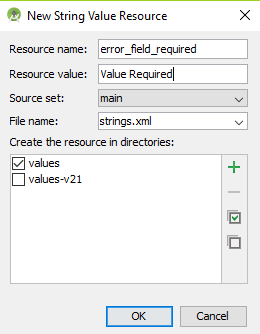 New String Value Resource
Resource name: error_field_required
Resource value: Value Required
Source set: main
File name: strings.xml
Create the resource in directories:
values
values-v21
OK Cancel